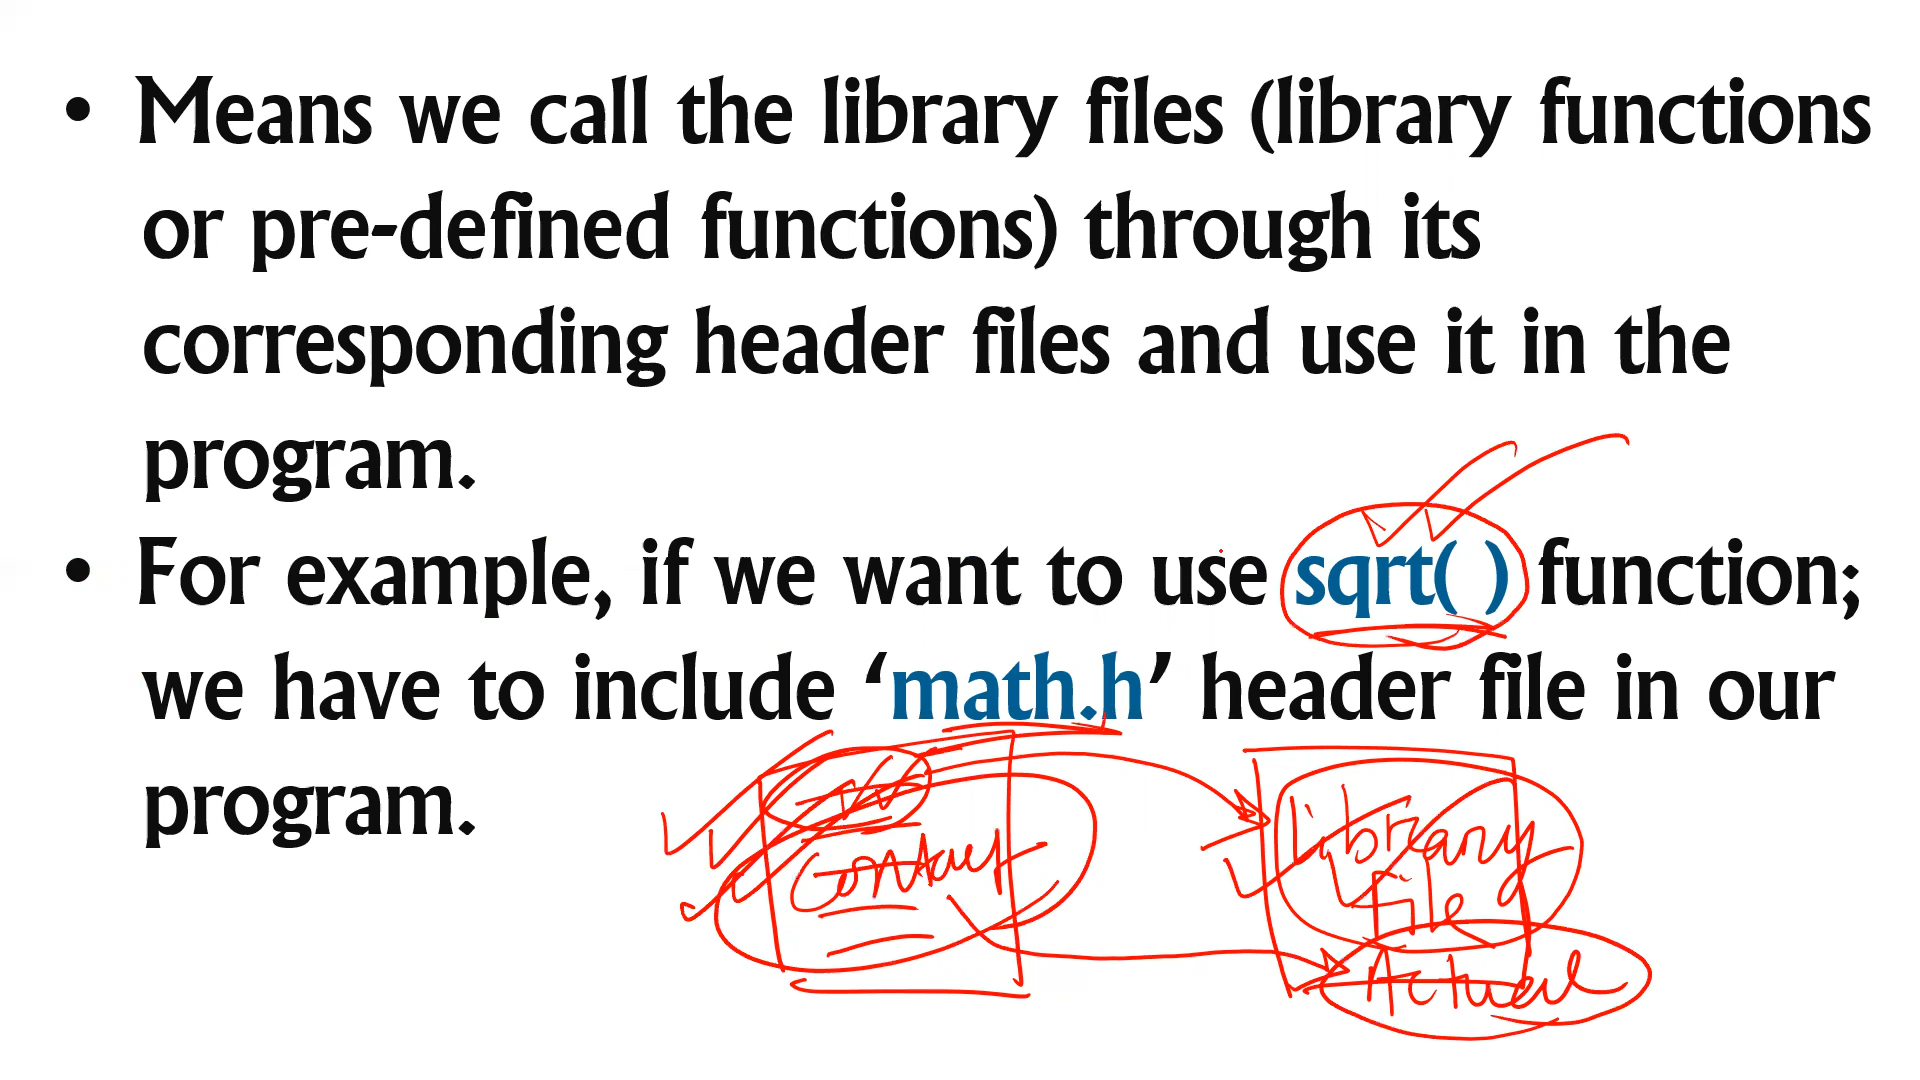 • Means we call the library files (library functions
or pre-defined functions) through its
corresponding header files and use it in the
program.
• For example, if we want to use sqrt( ) function;
we have to include ‘math.h’ header file in our
program.
Library
File
Actual